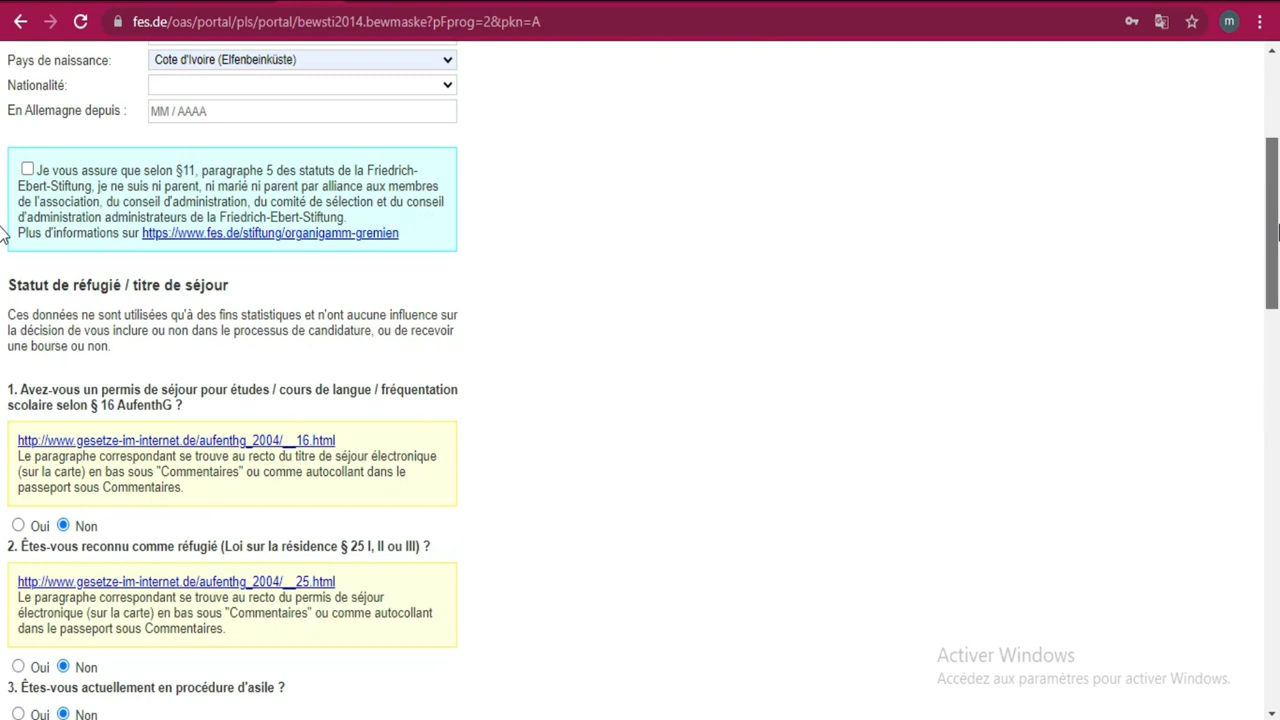 fes.de/oas/portal/pls/portal/bewsti2014.bewmaske?pFprog=2&pkn=A
m
Pays de naissance: Cote d'Ivoire (Elfenbeinküste)
Nationalité:
En Allemagne depuis : MM / AAAA
Je vous assure que selon §11, paragraphe 5 des statuts de la Friedrich-
Ebert-Stiftung, je ne suis ni parent, ni marié ni parent par alliance aux membres
de l'association, du conseil d'administration, du comité de sélection et du conseil
d'administration administrateurs de la Friedrich-Ebert-Stiftung.
Plus d'informations sur https://www.fes.de/stiftung/organigamm-gremien
Statut de réfugié / titre de séjour
Ces données ne sont utilisées qu'à des fins statistiques et n'ont aucune influence sur
la décision de vous inclure ou non dans le processus de candidature, ou de recevoir
une bourse ou non.
1. Avez-vous un permis de séjour pour études / cours de langue / fréquentation
scolaire selon § 16 AufenthG ?
http://www.gesetze-im-internet.de/aufenthg_2004/__16.html
Le paragraphe correspondant se trouve au recto du titre de séjour électronique
(sur la carte) en bas sous "Commentaires" ou comme autocollant dans le
passeport sous Commentaires.
Oui Non
2. Êtes-vous reconnu comme réfugié (Loi sur la résidence § 25 I, II ou III) ?
http://www.gesetze-im-internet.de/aufenthg_2004/__25.html
Le paragraphe correspondant se trouve au recto du permis de séjour
électronique (sur la carte) en bas sous "Commentaires" ou comme autocollant
dans le passeport sous Commentaires.
Oui Non
3. Êtes-vous actuellement en procédure d'asile ?
Oui Non
Activer Windows
Accédez aux paramètres pour activer Windows.